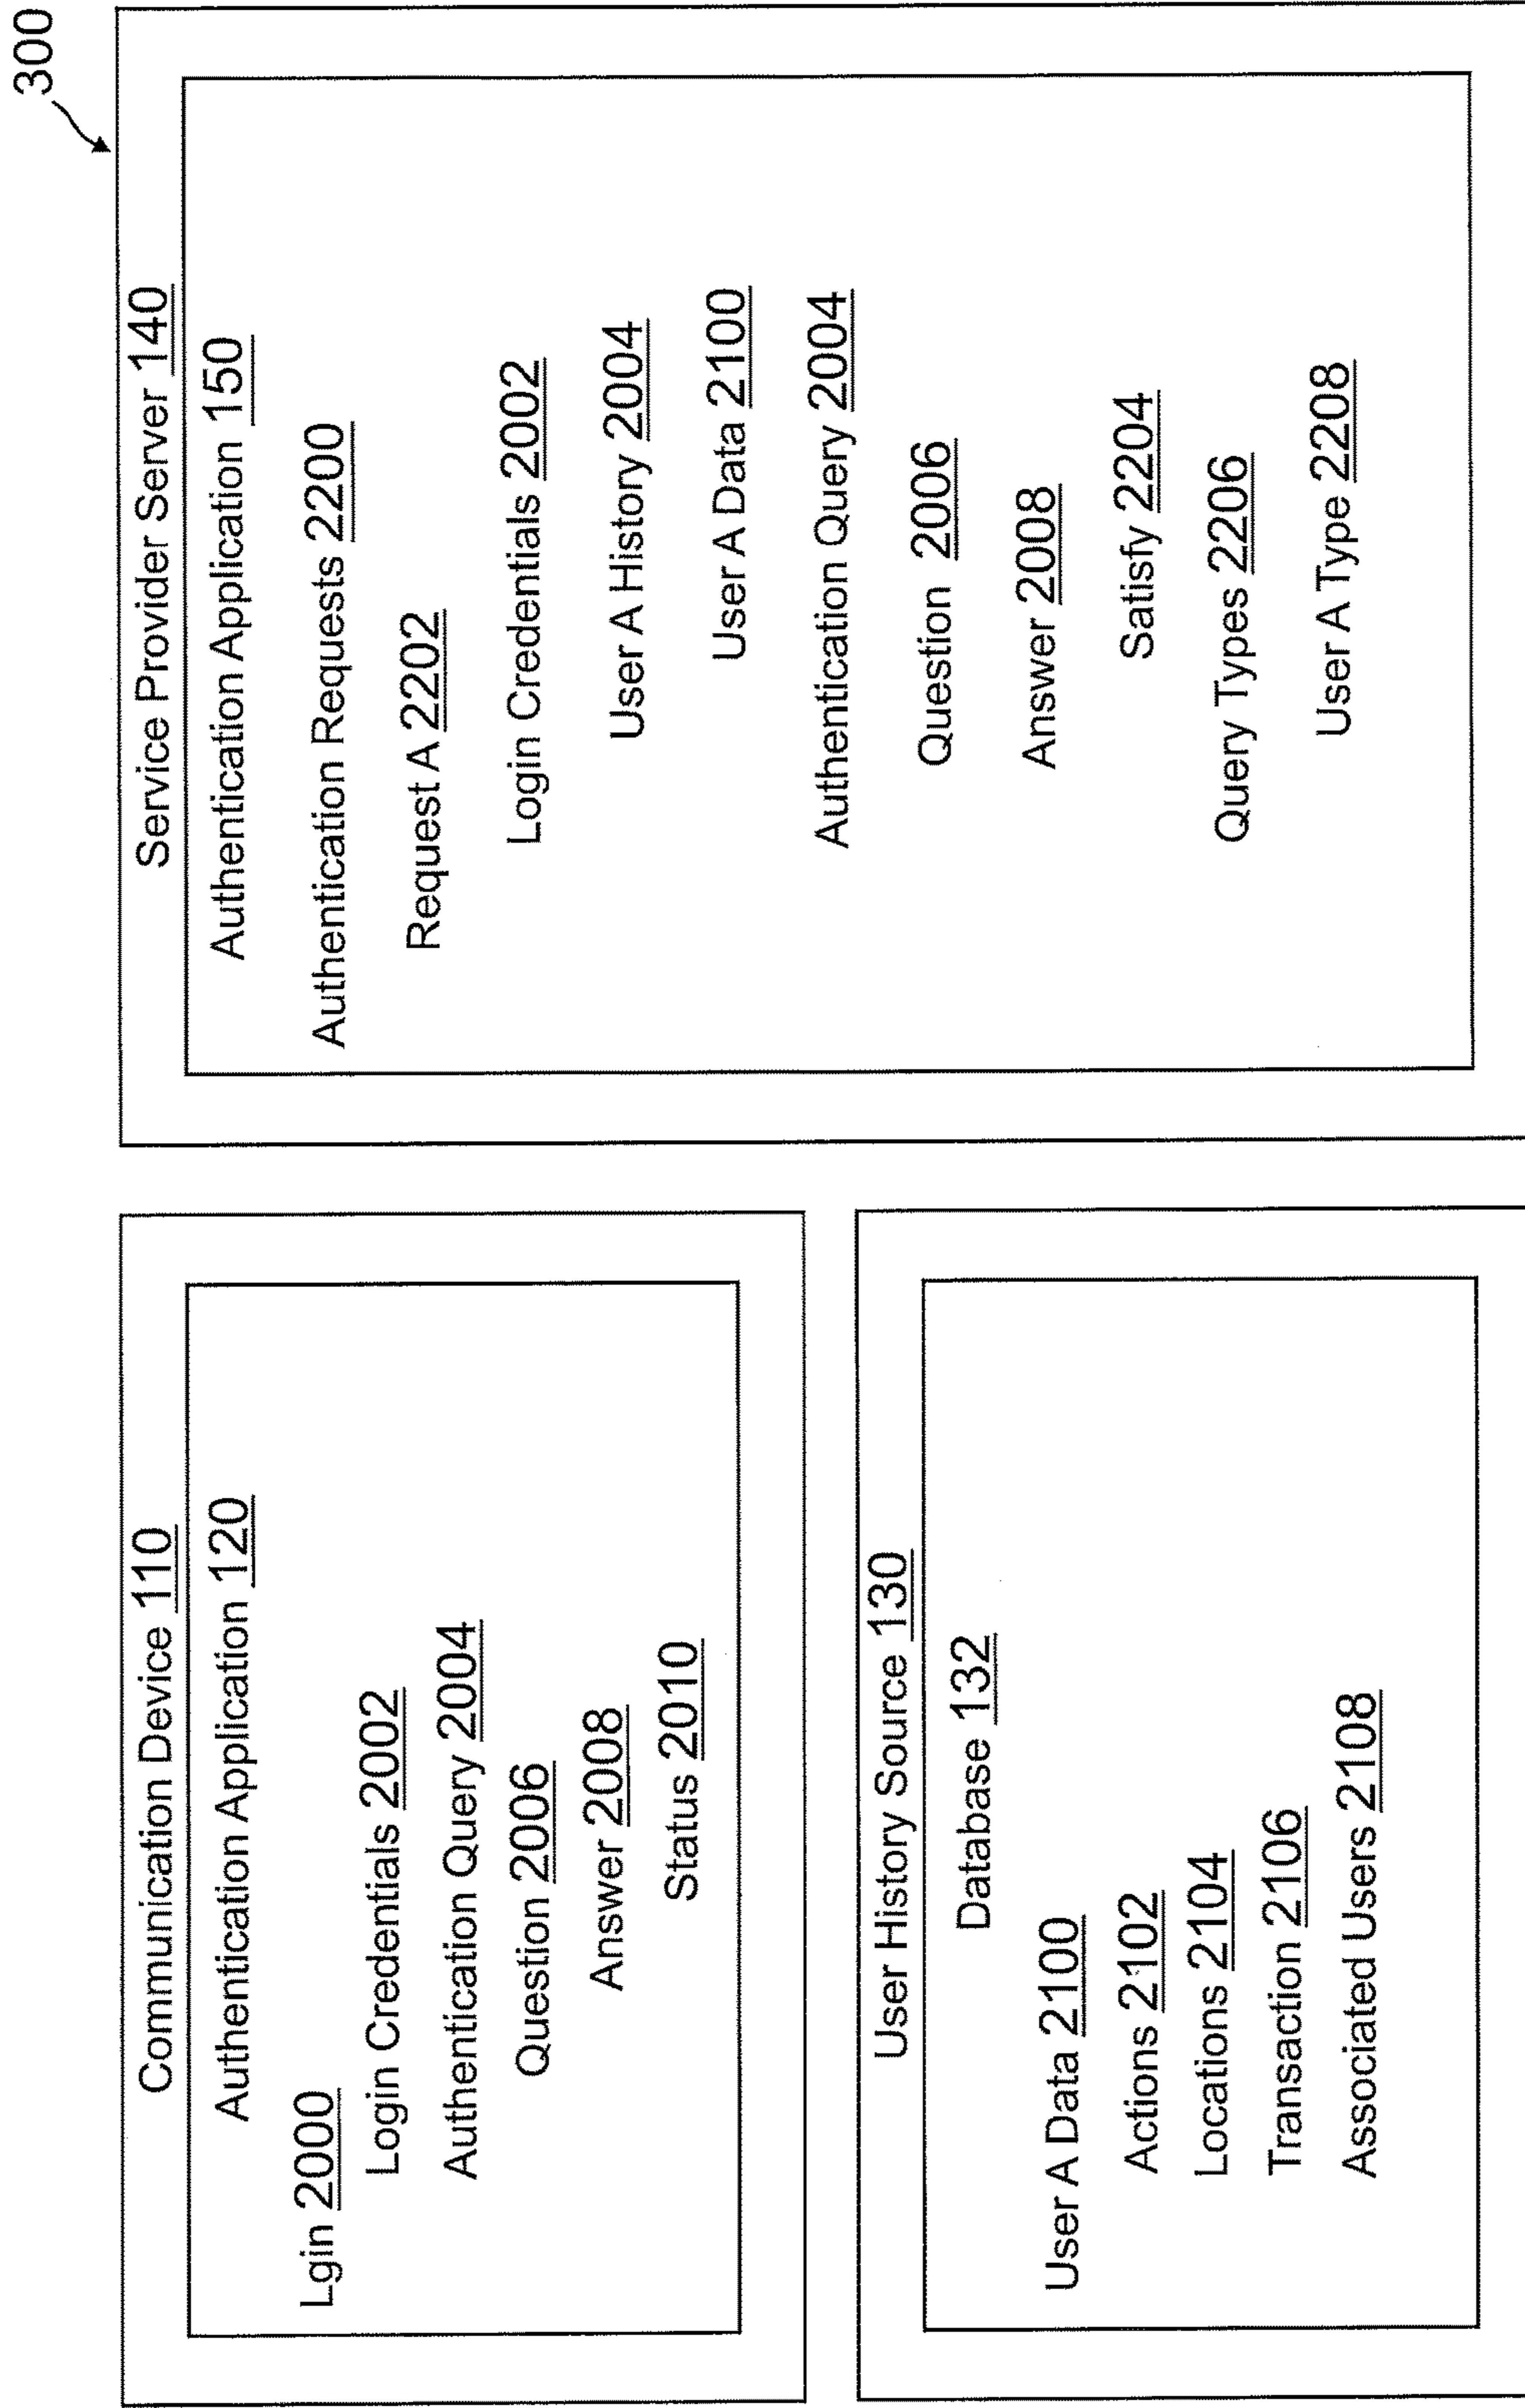 300
Communication Device 110
Authentication Application 120
Lgin 2000
Login Credentials 2002
Authentication Query 2004
Question 2006
Answer 2008
Status 2010
User History Source 130
Database 132
User A Data 2100
Actions 2102
Locations 2104
Transaction 2106
Associated Users 2108
Service Provider Server 140
Authentication Application 150
Authentication Requests 2200
Request A 2202
Login Credentials 2002
User A History 2004
User A Data 2100
Authentication Query 2004
Question 2006
Answer 2008
Satisfy 2204
Query Types 2206
User A Type 2208